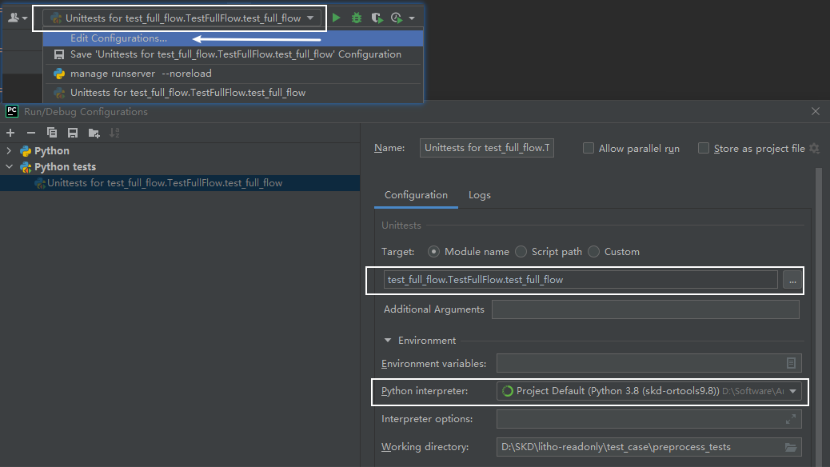 Unittests for test_full_flow.TestFullFlow.test_full_flow
Edit Configurations...
Save 'Unittests for test_full_flow.TestFullFlow.test_full_flow' Configuration
manage runserver --noreload
Unittests for test_full_flow.TestFullFlow.test_full_flow
PC Run/Debug Configurations
Python
Python tests
Unittests for test_full_flow.TestFullFlow.test_full_flow
Name: Unittests for test_full_flow.T Allow parallel run Store as project file
Configuration Logs
Unittests
Target: Module name Script path Custom
test_full_flow.TestFullFlow.test_full_flow ...
Additional Arguments
Environment
Environment variables:
Python interpreter: Project Default (Python 3.8 (skd-ortools9.8)) D:\Software\A
Interpreter options:
Working directory: D:\SKD\litho-readonly\test_case\preprocess_tests